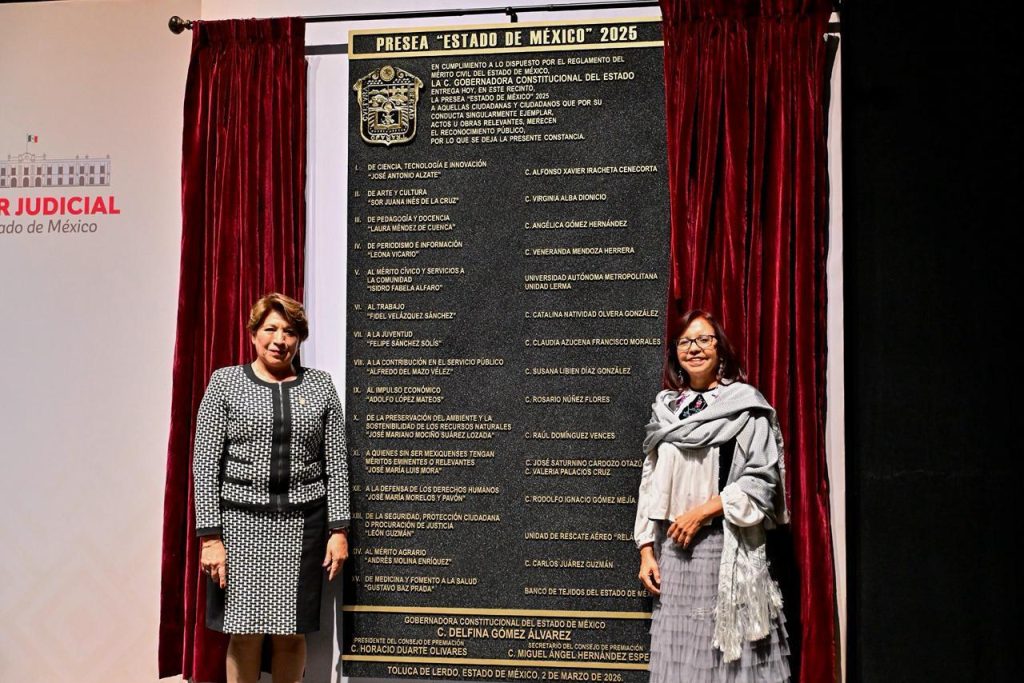 R JUDICIAL
ado de México
PRESEA "ESTADO DE MÉXICO" 2025
EN CUMPLIMIENTO A LO DISPUESTO POR EL REGLAMENTO DEL
MÉRITO CIVIL DEL ESTADO DE MÉXICO,
LA C. GOBERNADORA CONSTITUCIONAL DEL ESTADO
ENTREGA HOY, EN ESTE RECINTO,
LA PRESEA "ESTADO DE MÉXICO" 2025
A AQUELLAS CIUDADANAS Y CIUDADANOS QUE POR SU
CONDUCTA SINGULARMENTE EJEMPLAR,
ACTOS U OBRAS RELEVANTES, MERECEN
EL RECONOCIMIENTO PÚBLICO,
POR LO QUE SE DEJA LA PRESENTE CONSTANCIA.
I. DE CIENCIA, TECNOLOGÍA E INNOVACIÓN
"JOSÉ ANTONIO ALZATE" C. ALFONSO XAVIER IRACHETA CENECORTA
II. DE ARTE Y CULTURA
"SOR JUANA INÉS DE LA CRUZ" C. VIRGINIA ALBA DIONICIO
III. DE PEDAGOGÍA Y DOCENCIA
"LAURA MÉNDEZ DE CUENCA" C. ANGÉLICA GÓMEZ HERNÁNDEZ
IV. DE PERIODISMO E INFORMACIÓN
"LEONA VICARIO" C. VENERANDA MENDOZA HERRERA
V. AL MÉRITO CÍVICO Y SERVICIOS A
LA COMUNIDAD
"ISIDRO FABELA ALFARO"
UNIVERSIDAD AUTÓNOMA METROPOLITANA
UNIDAD LERMA
VI. AL TRABAJO
"FIDEL VELÁZQUEZ SÁNCHEZ" C. CATALINA NATIVIDAD OLVERA GONZÁLEZ
VII. A LA JUVENTUD
"FELIPE SÁNCHEZ SOLÍS" C. CLAUDIA AZUCENA FRANCISCO MORALES
VIII. A LA CONTRIBUCIÓN EN EL SERVICIO PÚBLICO
"ALFREDO DEL MAZO VÉLEZ" C. SUSANA LIBIEN DÍAZ GONZÁLEZ
IX. AL IMPULSO ECONÓMICO
"ADOLFO LÓPEZ MATEOS" C. ROSARIO NÚÑEZ FLORES
X. DE LA PRESERVACIÓN DEL AMBIENTE Y LA
SOSTENIBILIDAD DE LOS RECURSOS NATURALES
"JOSÉ MARIANO MOCIÑO SUÁREZ LOZADA" C. RAÚL DOMÍNGUEZ VENCES
XI. A QUIENES SIN SER MEXIQUENSES TENGAN
MÉRITOS EMINENTES O RELEVANTES
"JOSÉ MARÍA LUIS MORA"
C. JOSÉ SATURNINO CARDOZO OTAZÚ
C. VALERIA PALACIOS CRUZ
XII. A LA DEFENSA DE LOS DERECHOS HUMANOS
"JOSÉ MARÍA MORELOS Y PAVÓN" C. RODOLFO IGNACIO GÓMEZ MEJÍA
XIII. DE LA SEGURIDAD, PROTECCIÓN CIUDADANA
O PROCURACIÓN DE JUSTICIA
"LEÓN GUZMÁN" UNIDAD DE RESCATE AÉREO "RELÁ
XIV. AL MÉRITO AGRARIO
"ANDRÉS MOLINA ENRÍQUEZ" C. CARLOS JUÁREZ GUZMÁN
XV. DE MEDICINA Y FOMENTO A LA SALUD
"GUSTAVO BAZ PRADA" BANCO DE TEJIDOS DEL ESTADO DE MÉX
GOBERNADORA CONSTITUCIONAL DEL ESTADO DE MÉXICO
C. DELFINA GÓMEZ ÁLVAREZ
PRESIDENTE DEL CONSEJO DE PREMIACIÓN
C. HORACIO DUARTE OLIVARES
SECRETARIO DEL CONSEJO DE PREMIACIÓN
C. MIGUEL ÁNGEL HERNÁNDEZ ESPE
TOLUCA DE LERDO, ESTADO DE MÉXICO, 2 DE MARZO DE 2026.